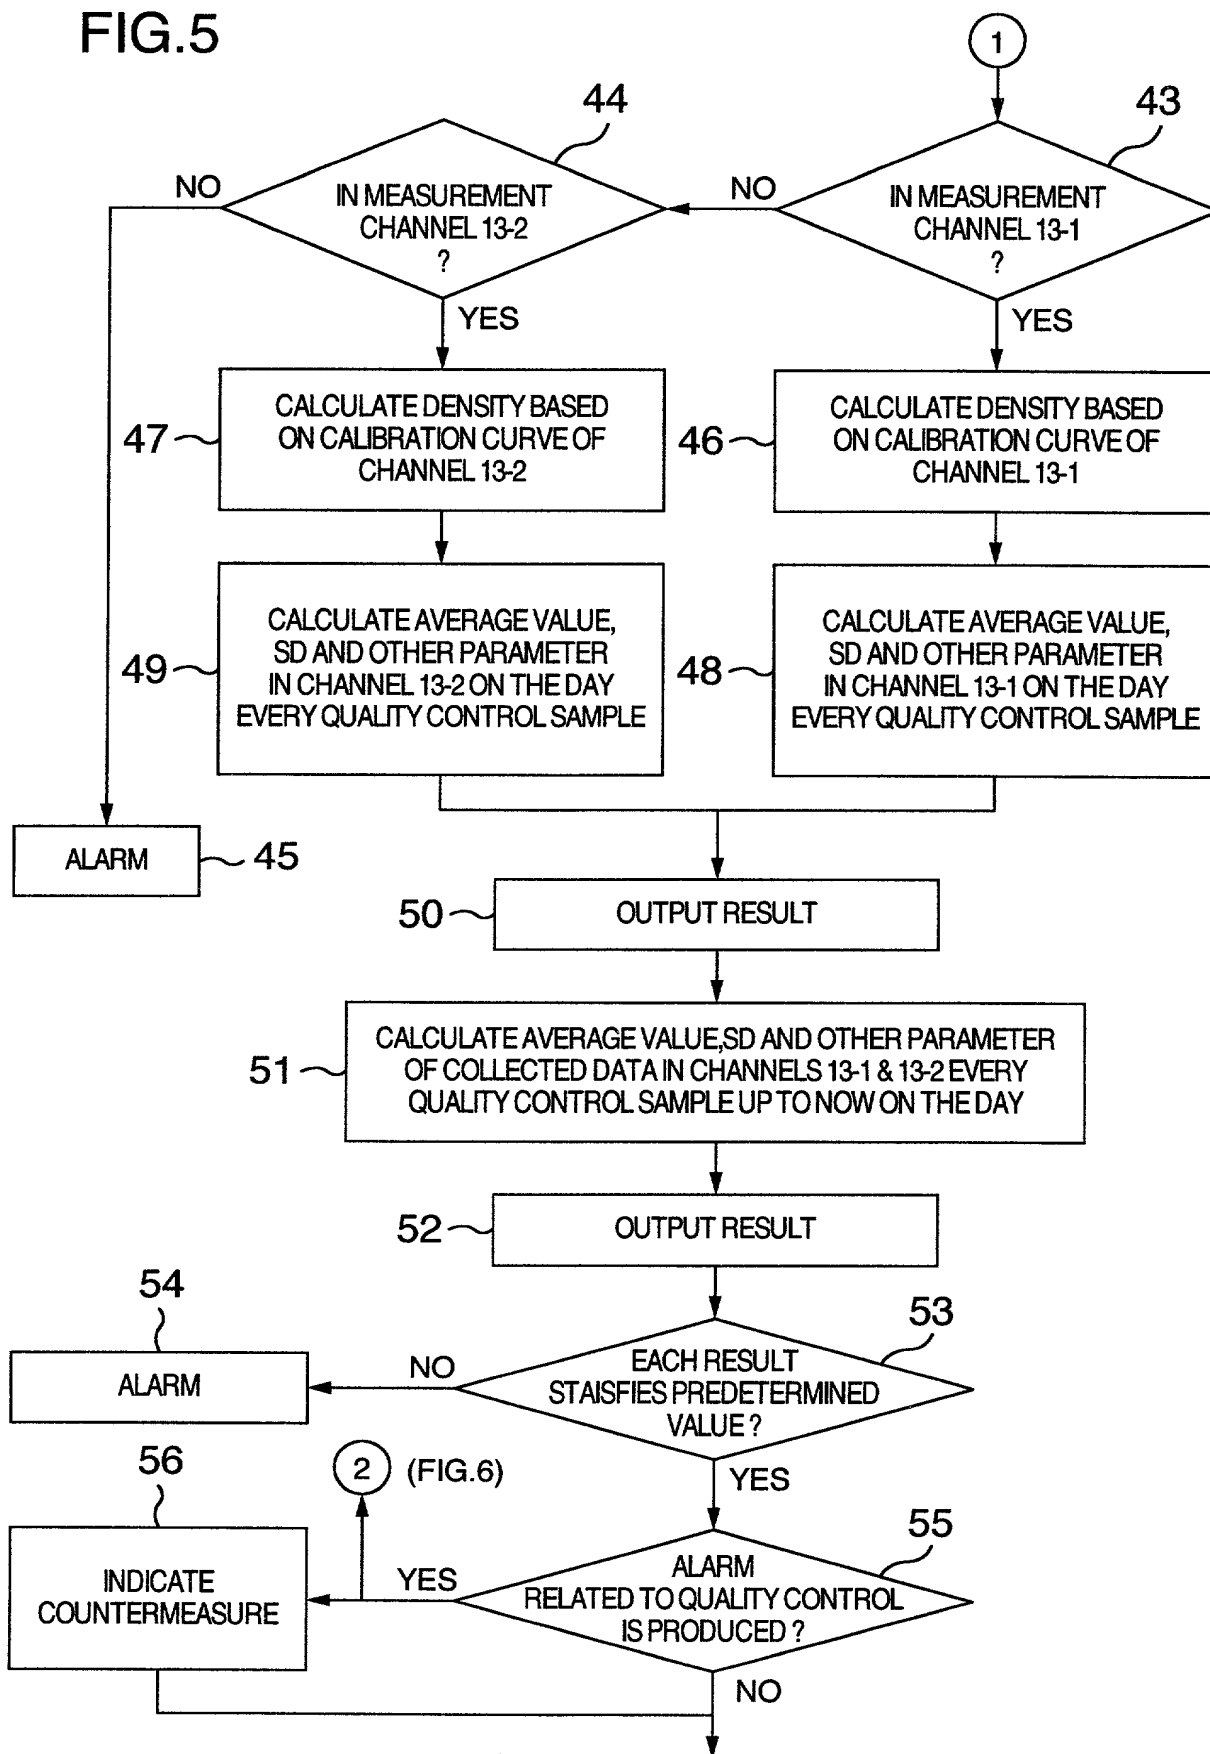 FIG.5
1
44
43
NO
IN MEASUREMENT
CHANNEL 13-2
?
NO
IN MEASUREMENT
CHANNEL 13-1
?
YES
YES
47
CALCULATE DENSITY BASED
ON CALIBRATION CURVE OF
CHANNEL 13-2
46
CALCULATE DENSITY BASED
ON CALIBRATION CURVE OF
CHANNEL 13-1
49
CALCULATE AVERAGE VALUE,
SD AND OTHER PARAMETER
IN CHANNEL 13-2 ON THE DAY
EVERY QUALITY CONTROL SAMPLE
48
CALCULATE AVERAGE VALUE,
SD AND OTHER PARAMETER
IN CHANNEL 13-1 ON THE DAY
EVERY QUALITY CONTROL SAMPLE
ALARM
45
50
OUTPUT RESULT
51
CALCULATE AVERAGE VALUE,SD AND OTHER PARAMETER
OF COLLECTED DATA IN CHANNELS 13-1 & 13-2 EVERY
QUALITY CONTROL SAMPLE UP TO NOW ON THE DAY
52
OUTPUT RESULT
54
53
ALARM
NO
EACH RESULT
STAISFIES PREDETERMINED
VALUE ?
56
2
(FIG.6)
YES
55
INDICATE
COUNTERMEASURE
YES
ALARM
RELATED TO QUALITY CONTROL
IS PRODUCED ?
NO